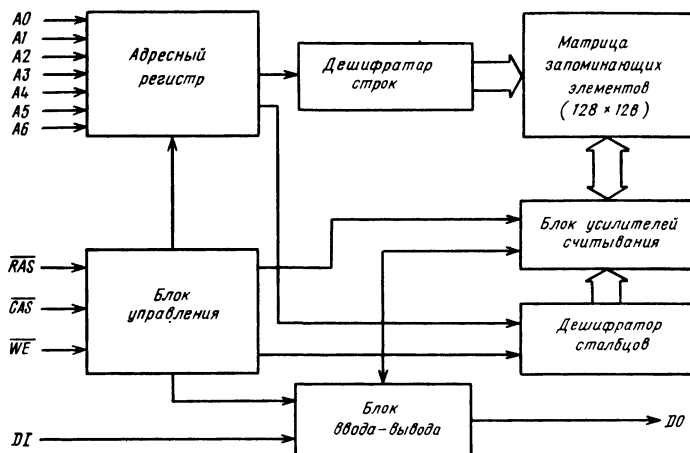 A0
A1
A2
A3
A4
A5
A6
Адресный
регистр
Дешифратор
строк
Матрица
запоминающих
элементов
(128 × 128)
RAS
CAS
WE
Блок
управления
Блок усилителей
считывания
Дешифратор
сталбцов
DI
Блок
ввода-вывода
DO